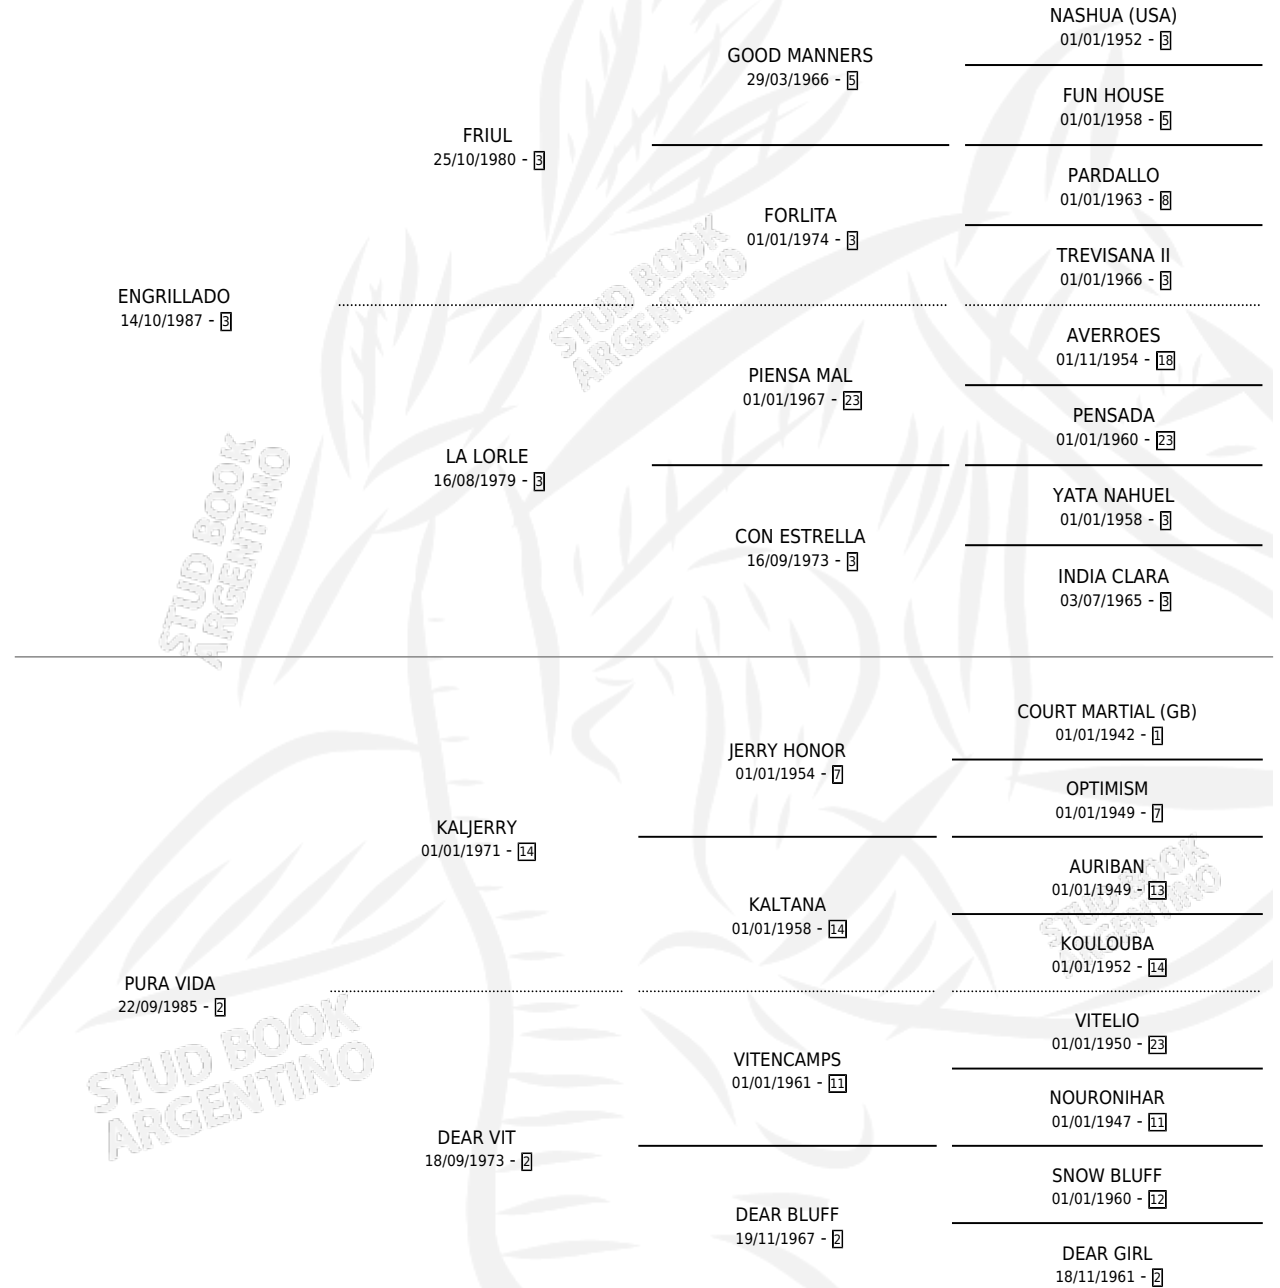 ENGRILLADO
14/10/1987 - 3
FRIUL
25/10/1980 - 3
LA LORLE
16/08/1979 - 3
GOOD MANNERS
29/03/1966 - 5
FORLITA
01/01/1974 - 3
PIENSA MAL
01/01/1967 - 23
CON ESTRELLA
16/09/1973 - 3
NASHUA (USA)
01/01/1952 - 3
FUN HOUSE
01/01/1958 - 5
PARDALLO
01/01/1963 - 8
TREVISANA II
01/01/1966 - 3
AVERROES
01/11/1954 - 18
PENSADA
01/01/1960 - 23
YATA NAHUEL
01/01/1958 - 3
INDIA CLARA
03/07/1965 - 3
PURA VIDA
22/09/1985 - 2
KALJERRY
01/01/1971 - 14
DEAR VIT
18/09/1973 - 2
JERRY HONOR
01/01/1954 - 7
KALTANA
01/01/1958 - 14
VITENCAMPS
01/01/1961 - 11
DEAR BLUFF
19/11/1967 - 2
COURT MARTIAL (GB)
01/01/1942 - 1
OPTIMISM
01/01/1949 - 7
AURIBAN
01/01/1949 - 13
KOULOUBA
01/01/1952 - 14
VITELIO
01/01/1950 - 23
NOURONIHAR
01/01/1947 - 11
SNOW BLUFF
01/01/1960 - 12
DEAR GIRL
18/11/1961 - 2
STUD BOOK
ARGENTINO
STUD BOOK
ARGENTINO
STUD BOOK
ARGENTINO
STUD BOOK
ARGENTINO